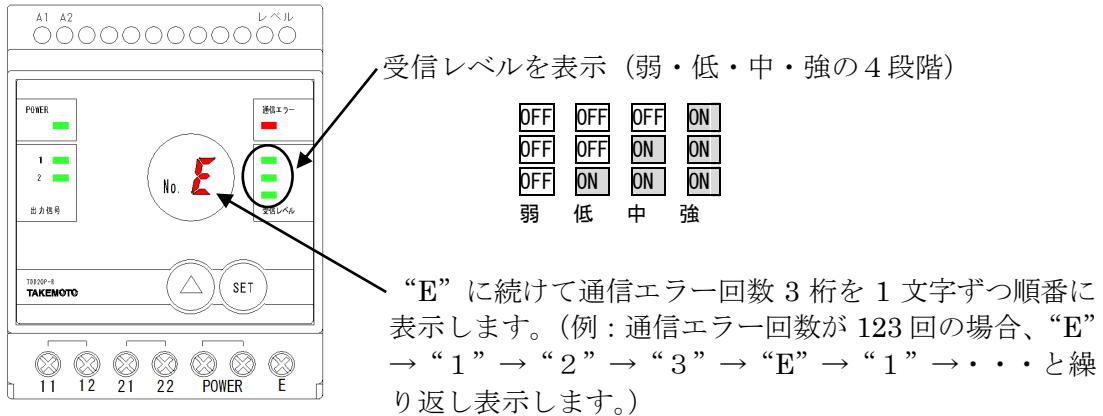 A1 A2 レベル
POWER
通信エラー
1
2
出力信号
No. E
受信レベル
TDD20P-R
TAKEMOTO
SET
11 12 21 22 POWER E
受信レベルを表示（弱・低・中・強の４段階）
OFF OFF OFF ON
OFF OFF ON ON
OFF ON ON ON
弱 低 中 強
“E”に続けて通信エラー回数 3 桁を 1 文字ずつ順番に
表示します。（例：通信エラー回数が 123 回の場合、“E”
→“１”→“２”→“３”→“E”→“１”→・・・と繰
り返し表示します。）